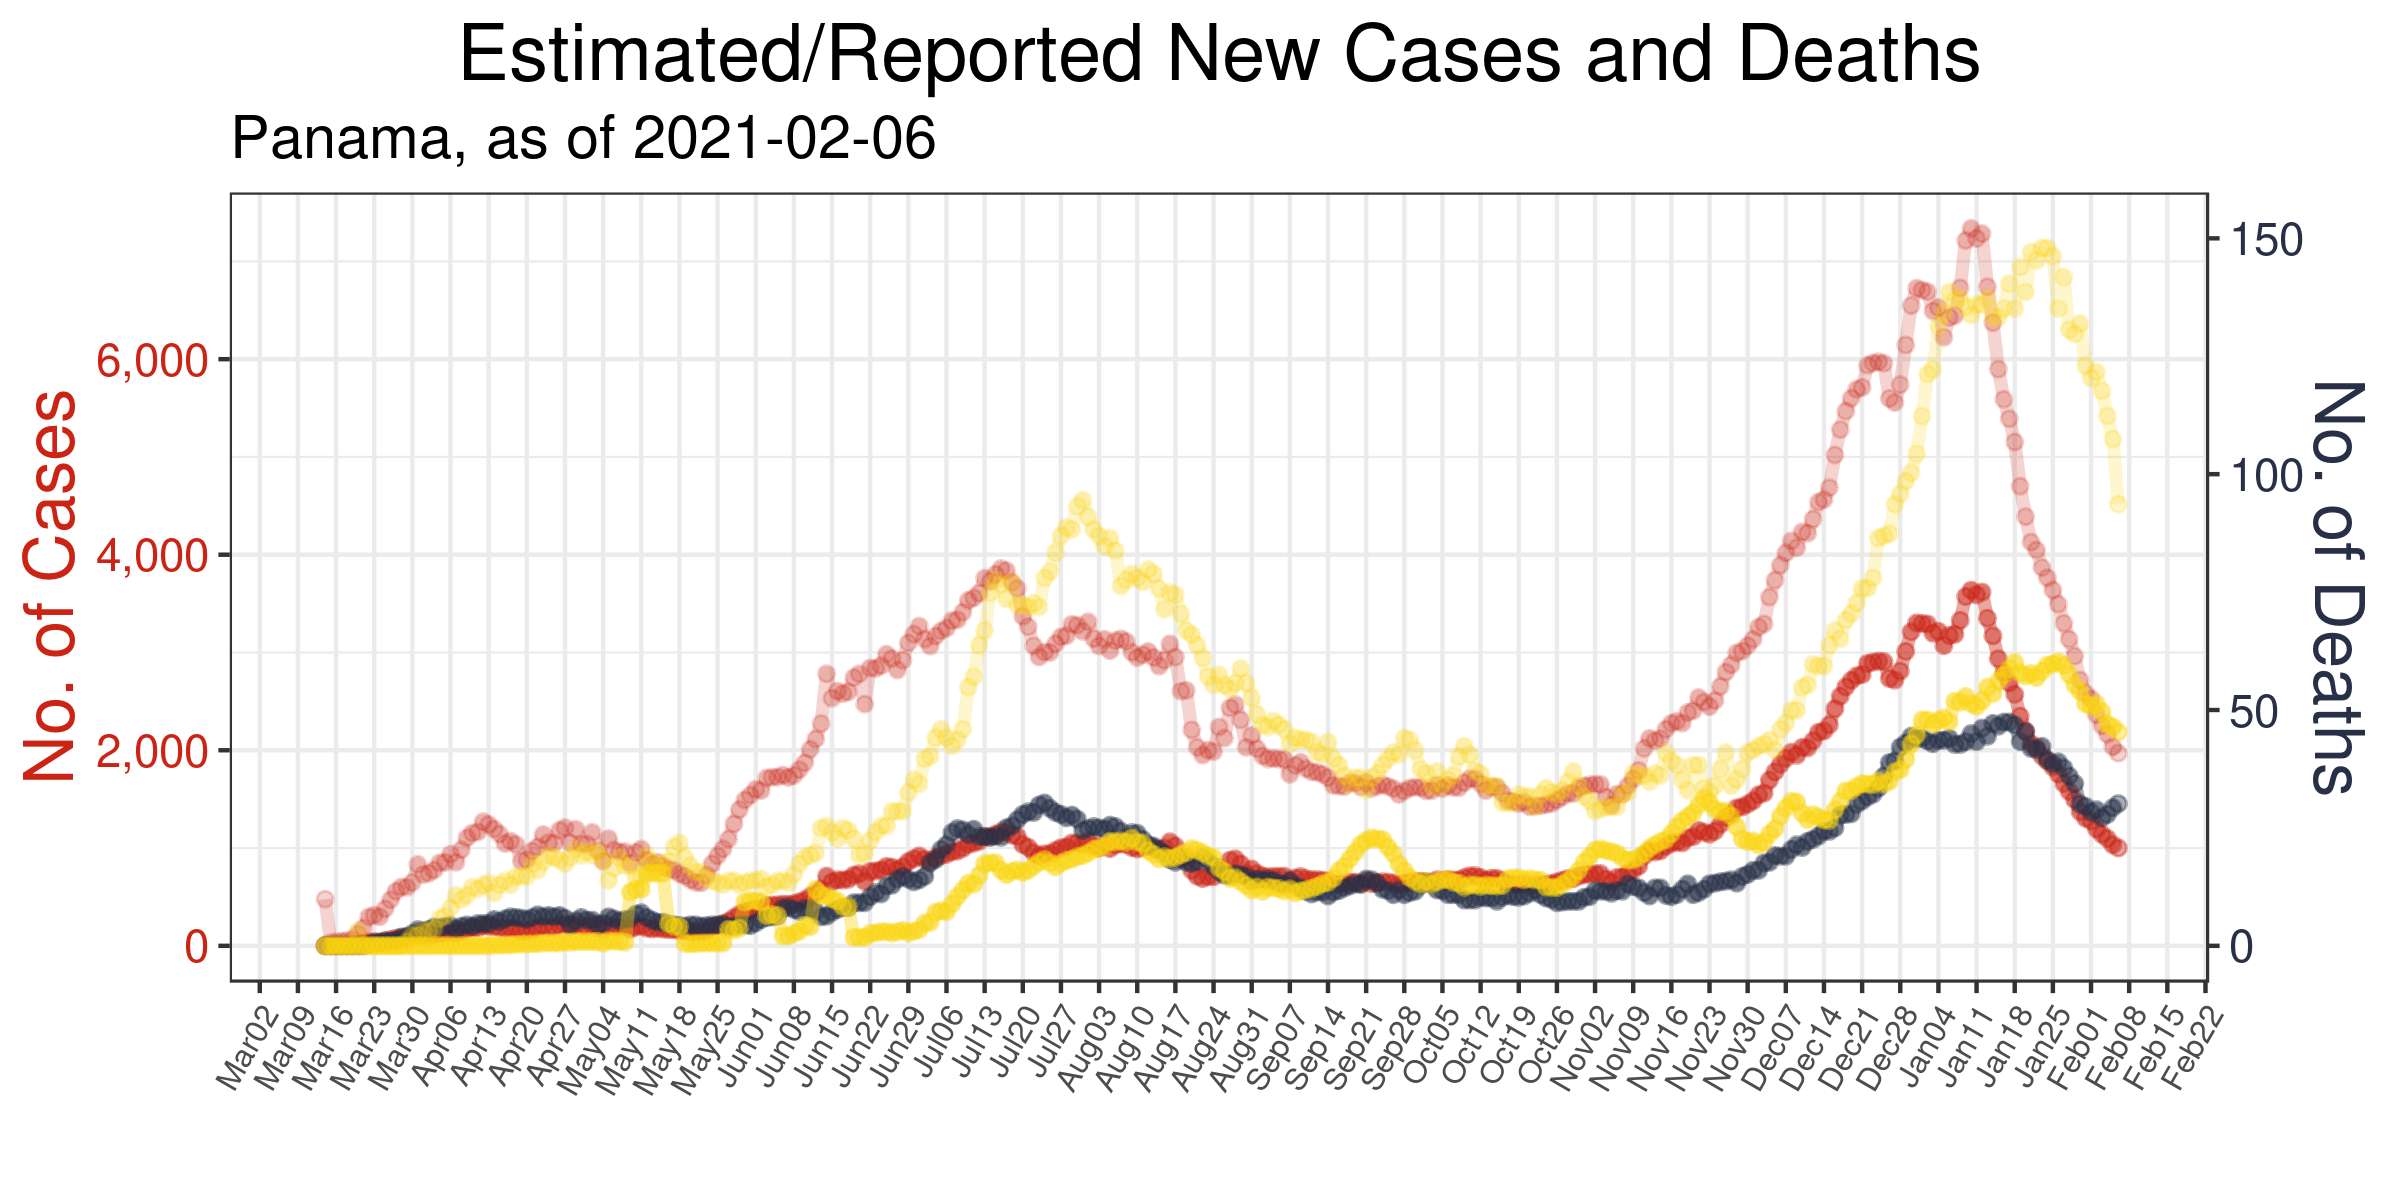 Estimated/Reported New Cases and Deaths
Panama, as of 2021-02-06
No. of Cases
6,000
4,000
2,000
0
150
100
50
0
No. of Deaths
Mar02
Mar09
Mar16
Mar23
Mar30
Apr06
Apr13
Apr20
Apr27
May04
May11
May18
May25
Jun01
Jun08
Jun15
Jun22
Jun29
Jul06
Jul13
Jul20
Jul27
Aug03
Aug10
Aug17
Aug24
Aug31
Sep07
Sep14
Sep21
Sep28
Oct05
Oct12
Oct19
Oct26
Nov02
Nov09
Nov16
Nov23
Nov30
Dec07
Dec14
Dec21
Dec28
Jan04
Jan11
Jan18
Jan25
Feb01
Feb08
Feb15
Feb22